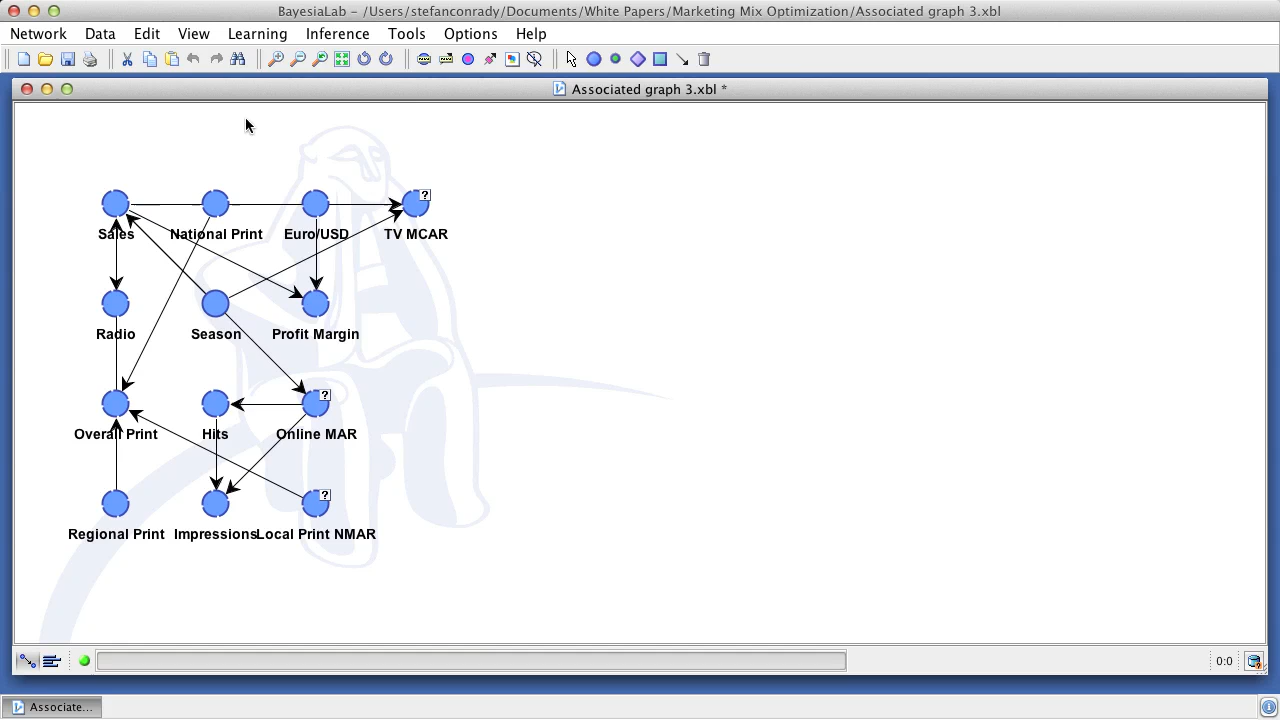 BayesiaLab – /Users/stefanconrady/Documents/White Papers/Marketing Mix Optimization/Associated graph 3.xbl
Network Data Edit View Learning Inference Tools Options Help
Associated graph 3.xbl *
? 
Sales National Print Euro/USD TV MCAR
Radio Season Profit Margin
?
Overall Print Hits Online MAR
?
Regional Print Impressions Local Print NMAR
0:0
Associate...